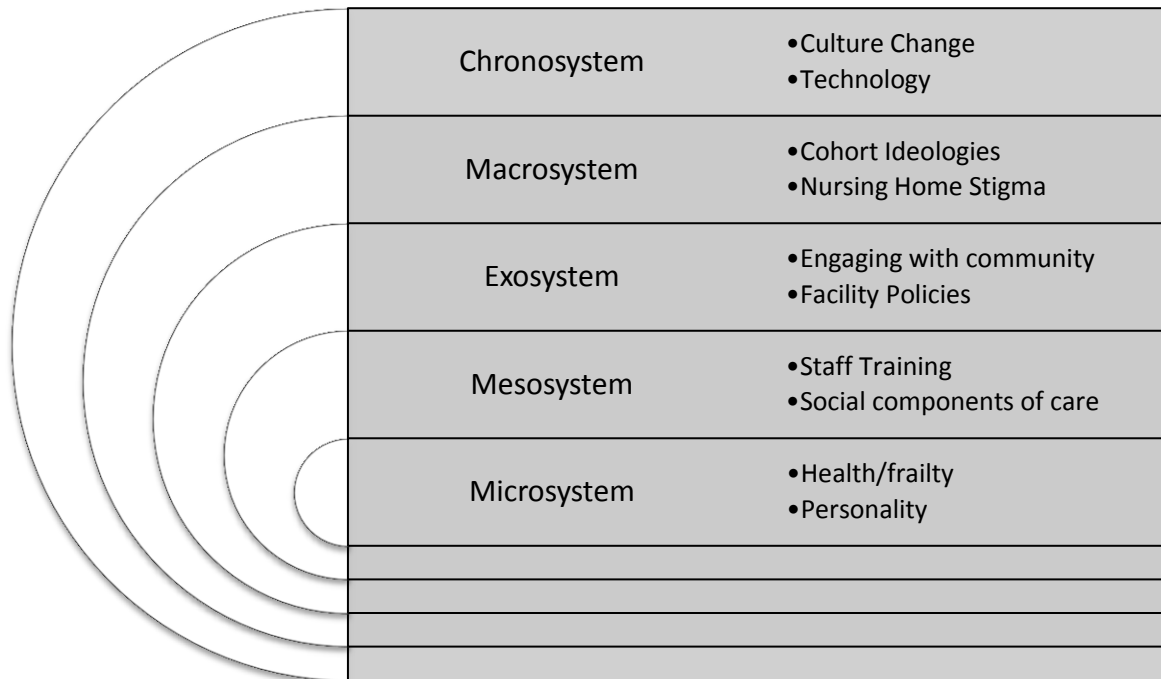 Chronosystem
•Culture Change
•Technology
Macrosystem
•Cohort Ideologies
•Nursing Home Stigma
Exosystem
•Engaging with community
•Facility Policies
Mesosystem
•Staff Training
•Social components of care
Microsystem
•Health/frailty
•Personality